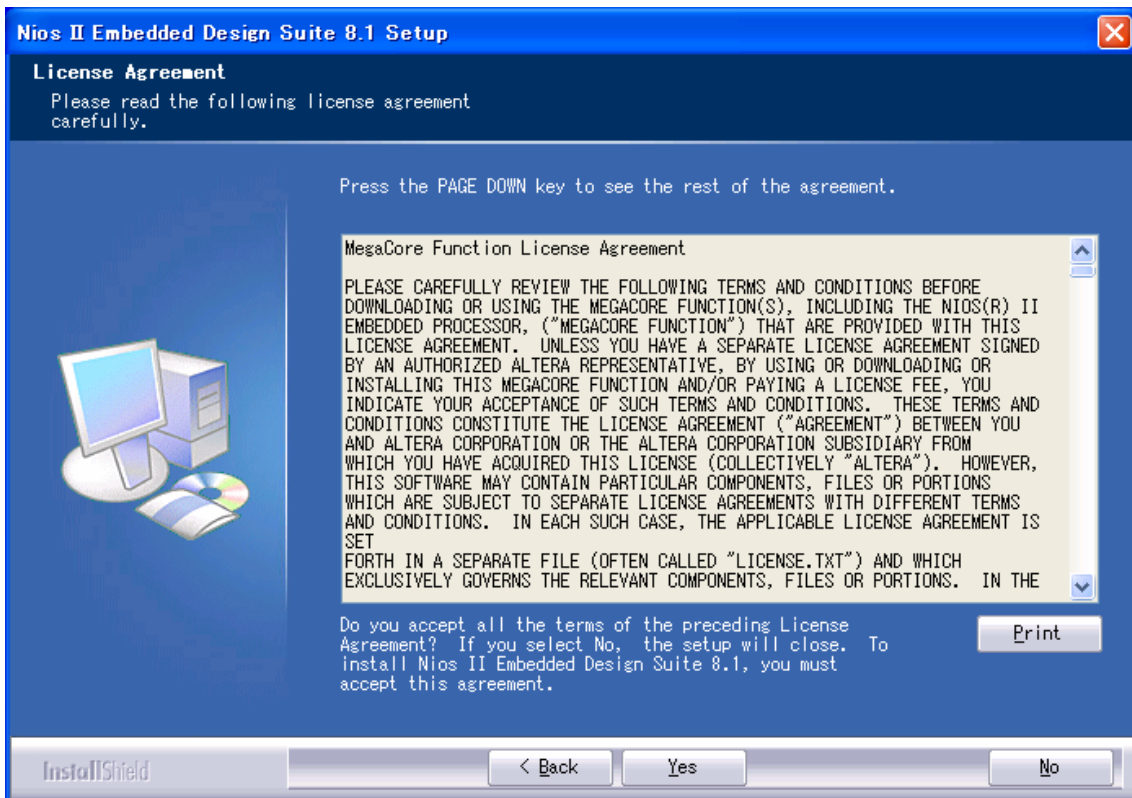 Nios II Embedded Design Suite 8.1 Setup
License Agreement
Please read the following license agreement
carefully.
Press the PAGE DOWN key to see the rest of the agreement.
MegaCore Function License Agreement
PLEASE CAREFULLY REVIEW THE FOLLOWING TERMS AND CONDITIONS BEFORE
DOWNLOADING OR USING THE MEGACORE FUNCTION(S), INCLUDING THE NIOS(R) II
EMBEDDED PROCESSOR, ("MEGACORE FUNCTION") THAT ARE PROVIDED WITH THIS
LICENSE AGREEMENT.  UNLESS YOU HAVE A SEPARATE LICENSE AGREEMENT SIGNED
BY AN AUTHORIZED ALTERA REPRESENTATIVE, BY USING OR DOWNLOADING OR
INSTALLING THIS MEGACORE FUNCTION AND/OR PAYING A LICENSE FEE, YOU
INDICATE YOUR ACCEPTANCE OF SUCH TERMS AND CONDITIONS.  THESE TERMS AND
CONDITIONS CONSTITUTE THE LICENSE AGREEMENT ("AGREEMENT") BETWEEN YOU
AND ALTERA CORPORATION OR THE ALTERA CORPORATION SUBSIDIARY FROM
WHICH YOU HAVE ACQUIRED THIS LICENSE (COLLECTIVELY "ALTERA").  HOWEVER,
THIS SOFTWARE MAY CONTAIN PARTICULAR COMPONENTS, FILES OR PORTIONS
WHICH ARE SUBJECT TO SEPARATE LICENSE AGREEMENTS WITH DIFFERENT TERMS
AND CONDITIONS.  IN EACH SUCH CASE, THE APPLICABLE LICENSE AGREEMENT IS
SET
FORTH IN A SEPARATE FILE (OFTEN CALLED "LICENSE.TXT") AND WHICH
EXCLUSIVELY GOVERNS THE RELEVANT COMPONENTS, FILES OR PORTIONS.  IN THE
Do you accept all the terms of the preceding License
Agreement?  If you select No,  the setup will close.  To
install Nios II Embedded Design Suite 8.1, you must
accept this agreement.
Print
InstallShield
< Back
Yes
No